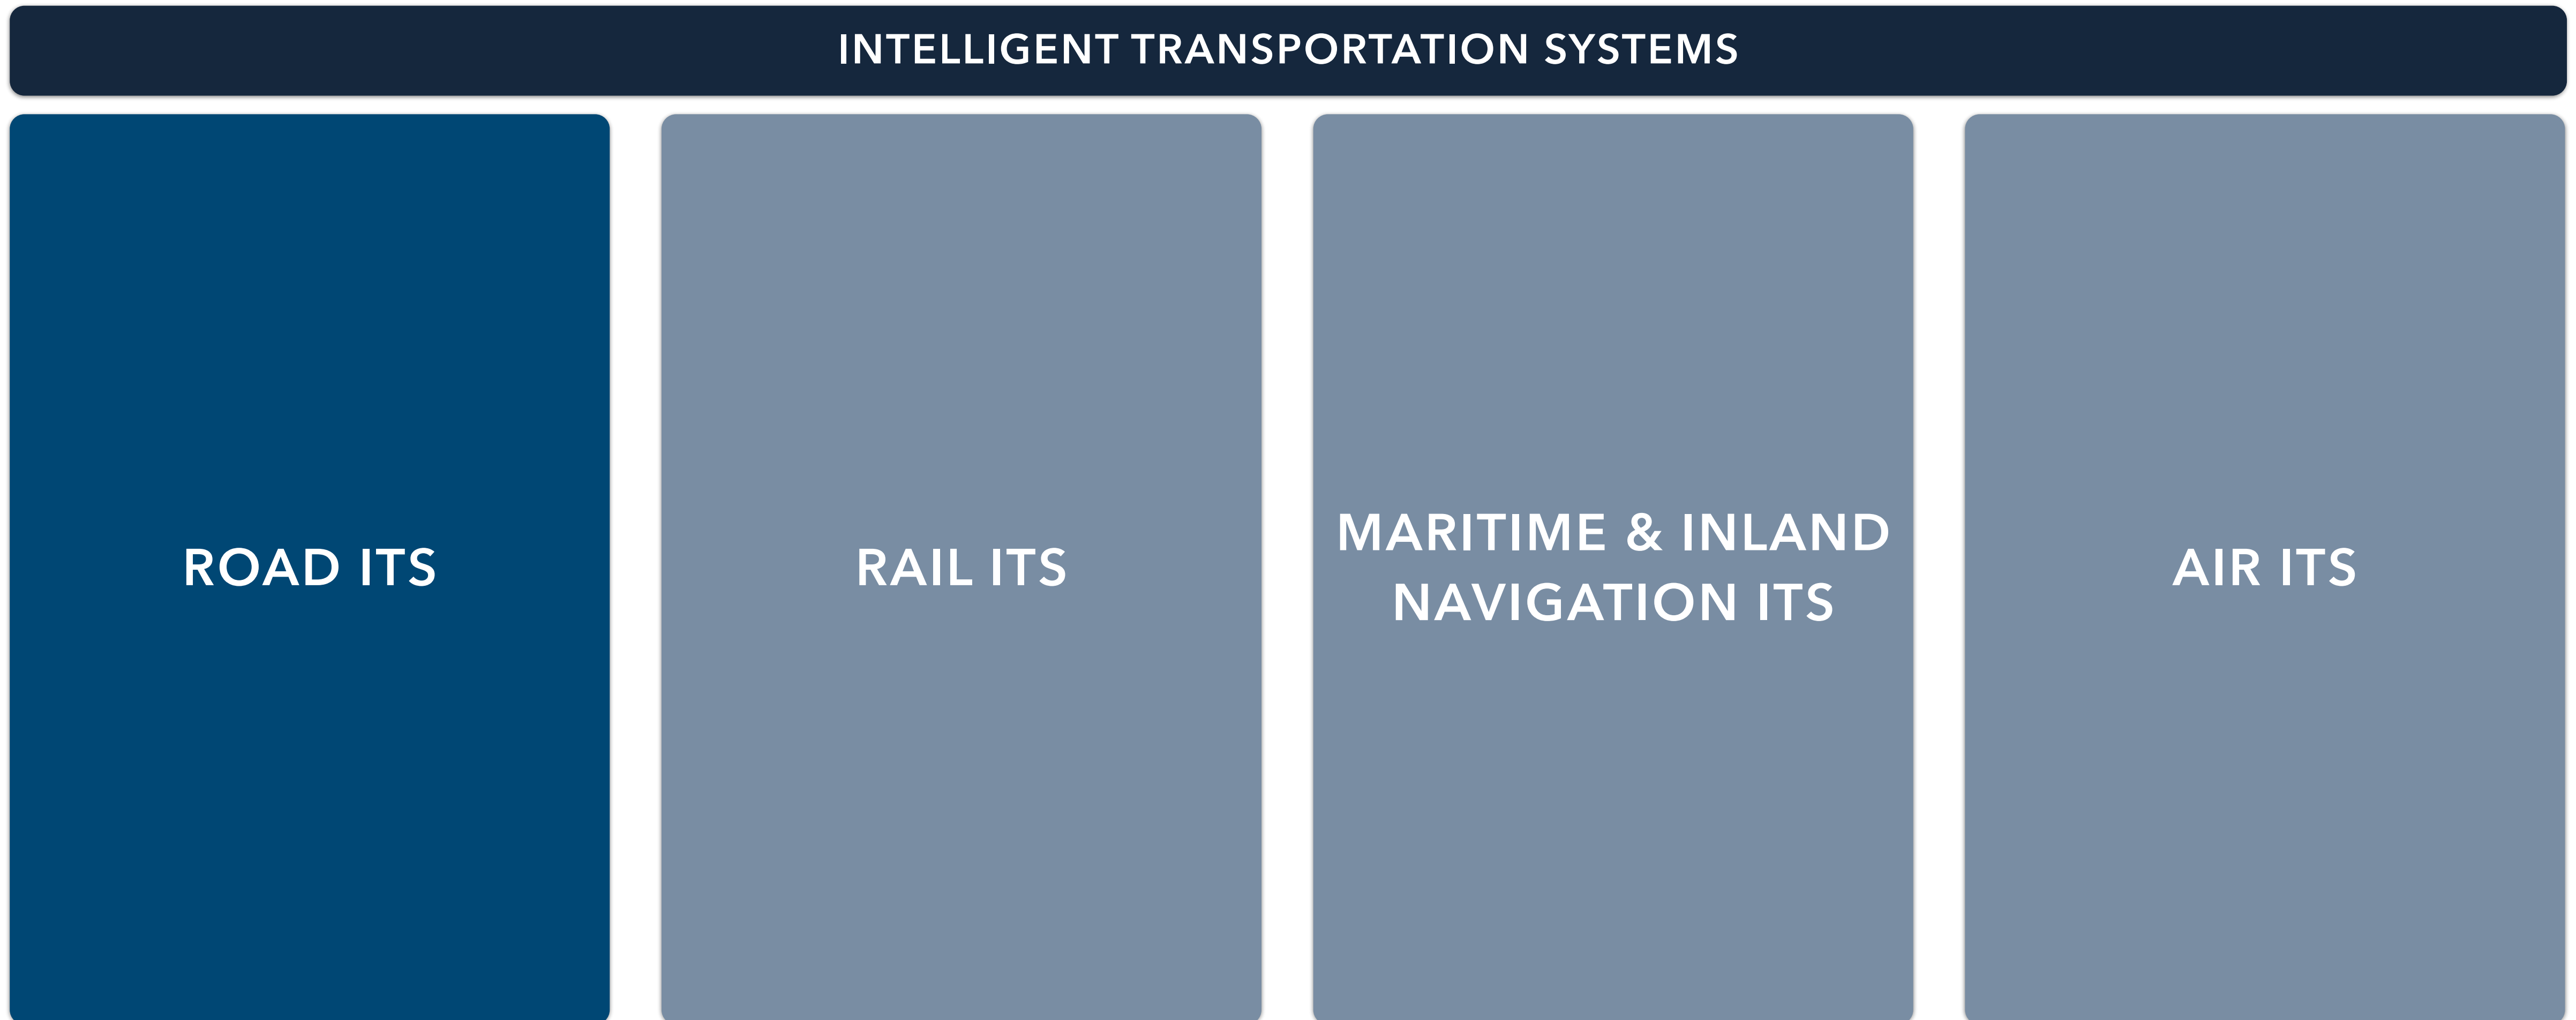 INTELLIGENT TRANSPORTATION SYSTEMS
ROAD ITS
RAIL ITS
MARITIME & INLAND
NAVIGATION ITS
AIR ITS